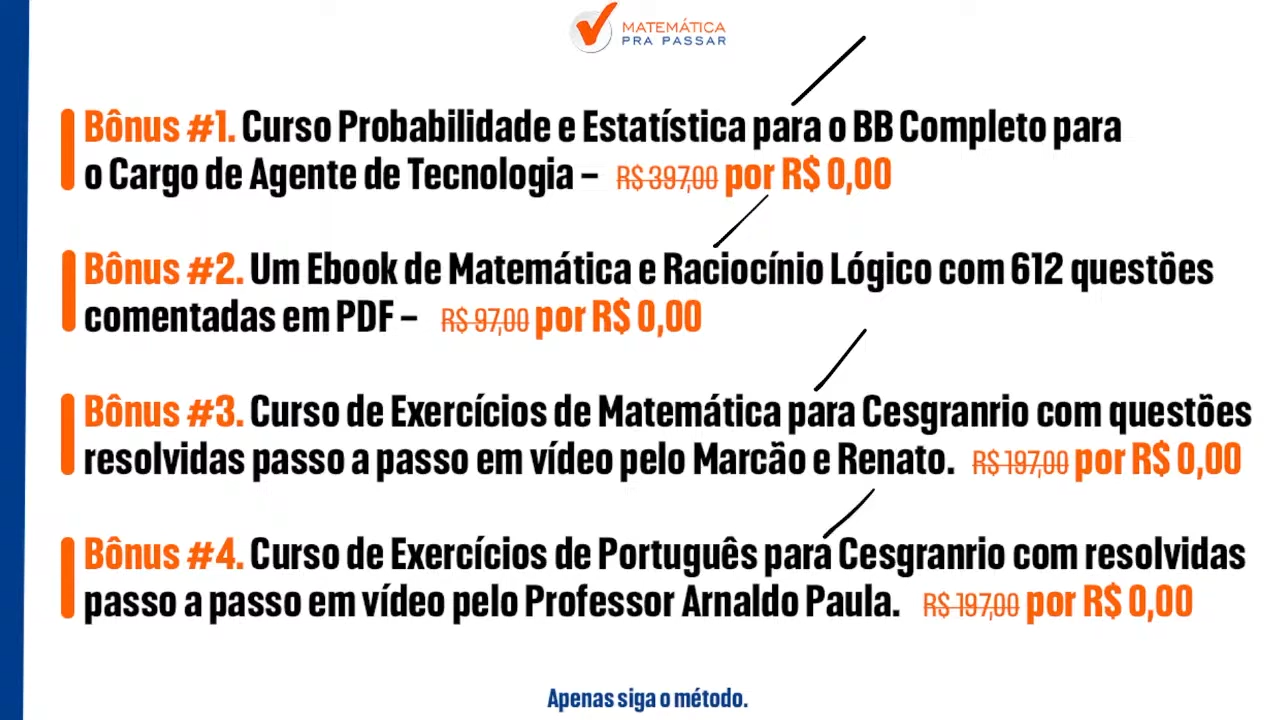 MATEMÁTICA
PRA PASSAR
Bônus #1. Curso Probabilidade e Estatística para o BB Completo para
o Cargo de Agente de Tecnologia – R$ 397,00 por R$ 0,00
Bônus #2. Um Ebook de Matemática e Raciocínio Lógico com 612 questões
comentadas em PDF – R$ 97,00 por R$ 0,00
Bônus #3. Curso de Exercícios de Matemática para Cesgranrio com questões
resolvidas passo a passo em vídeo pelo Marcão e Renato. R$ 197,00 por R$ 0,00
Bônus #4. Curso de Exercícios de Português para Cesgranrio com resolvidas
passo a passo em vídeo pelo Professor Arnaldo Paula. R$ 197,00 por R$ 0,00
Apenas siga o método.